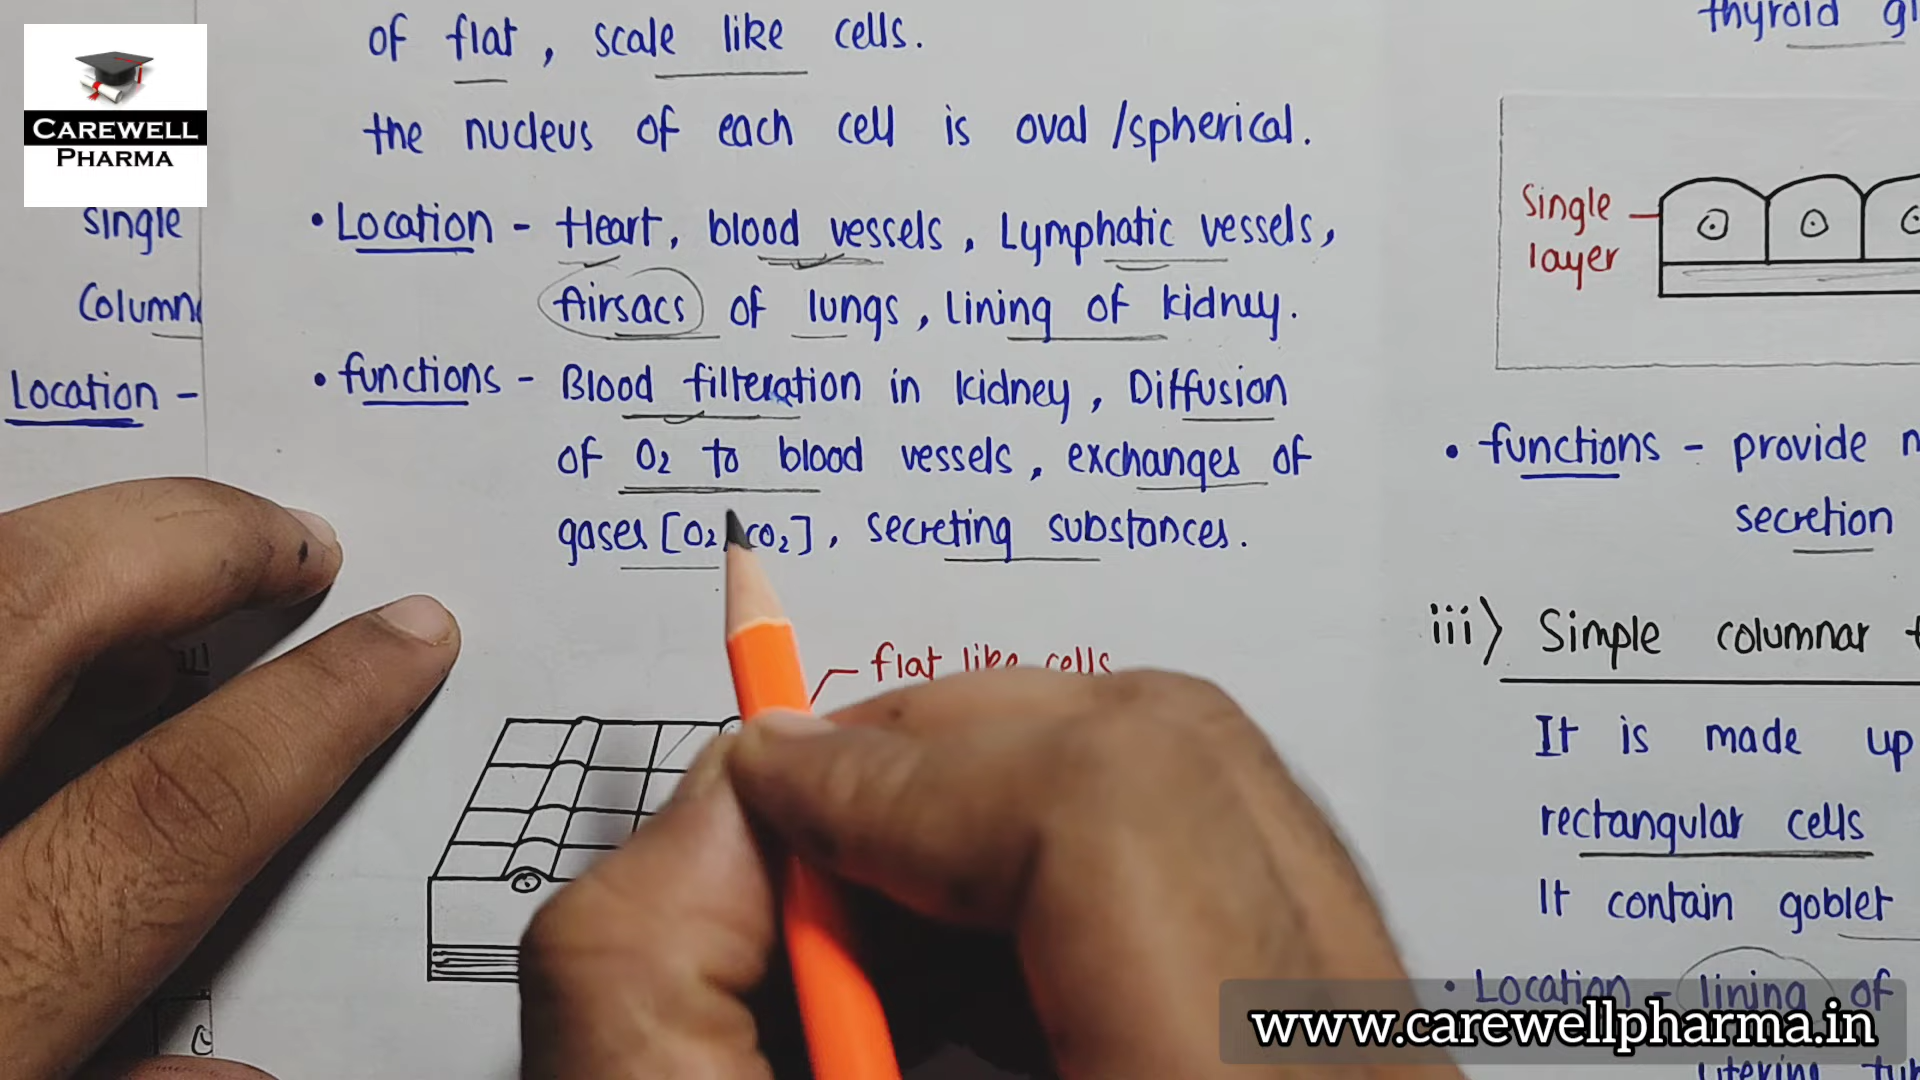 CAREWELL
PHARMA
single
Location -
of flat, scale like cells.
the nucleus of each cell is oval /spherical.
• Location - Heart, blood vessels, Lymphatic vessels,
Airsacs of lungs, lining of kidney.
• functions - Blood filteration in kidney, Diffusion
of O2 to blood vessels, exchanges of
gases [O2/CO2], secreting substances.
flat like cells
thyroid
Single
layer
• functions - provide
secretion
iii) Simple columnar
It is made up
rectangular cells
It contain goblet
• Location - lining of
www.carewellpharma.in